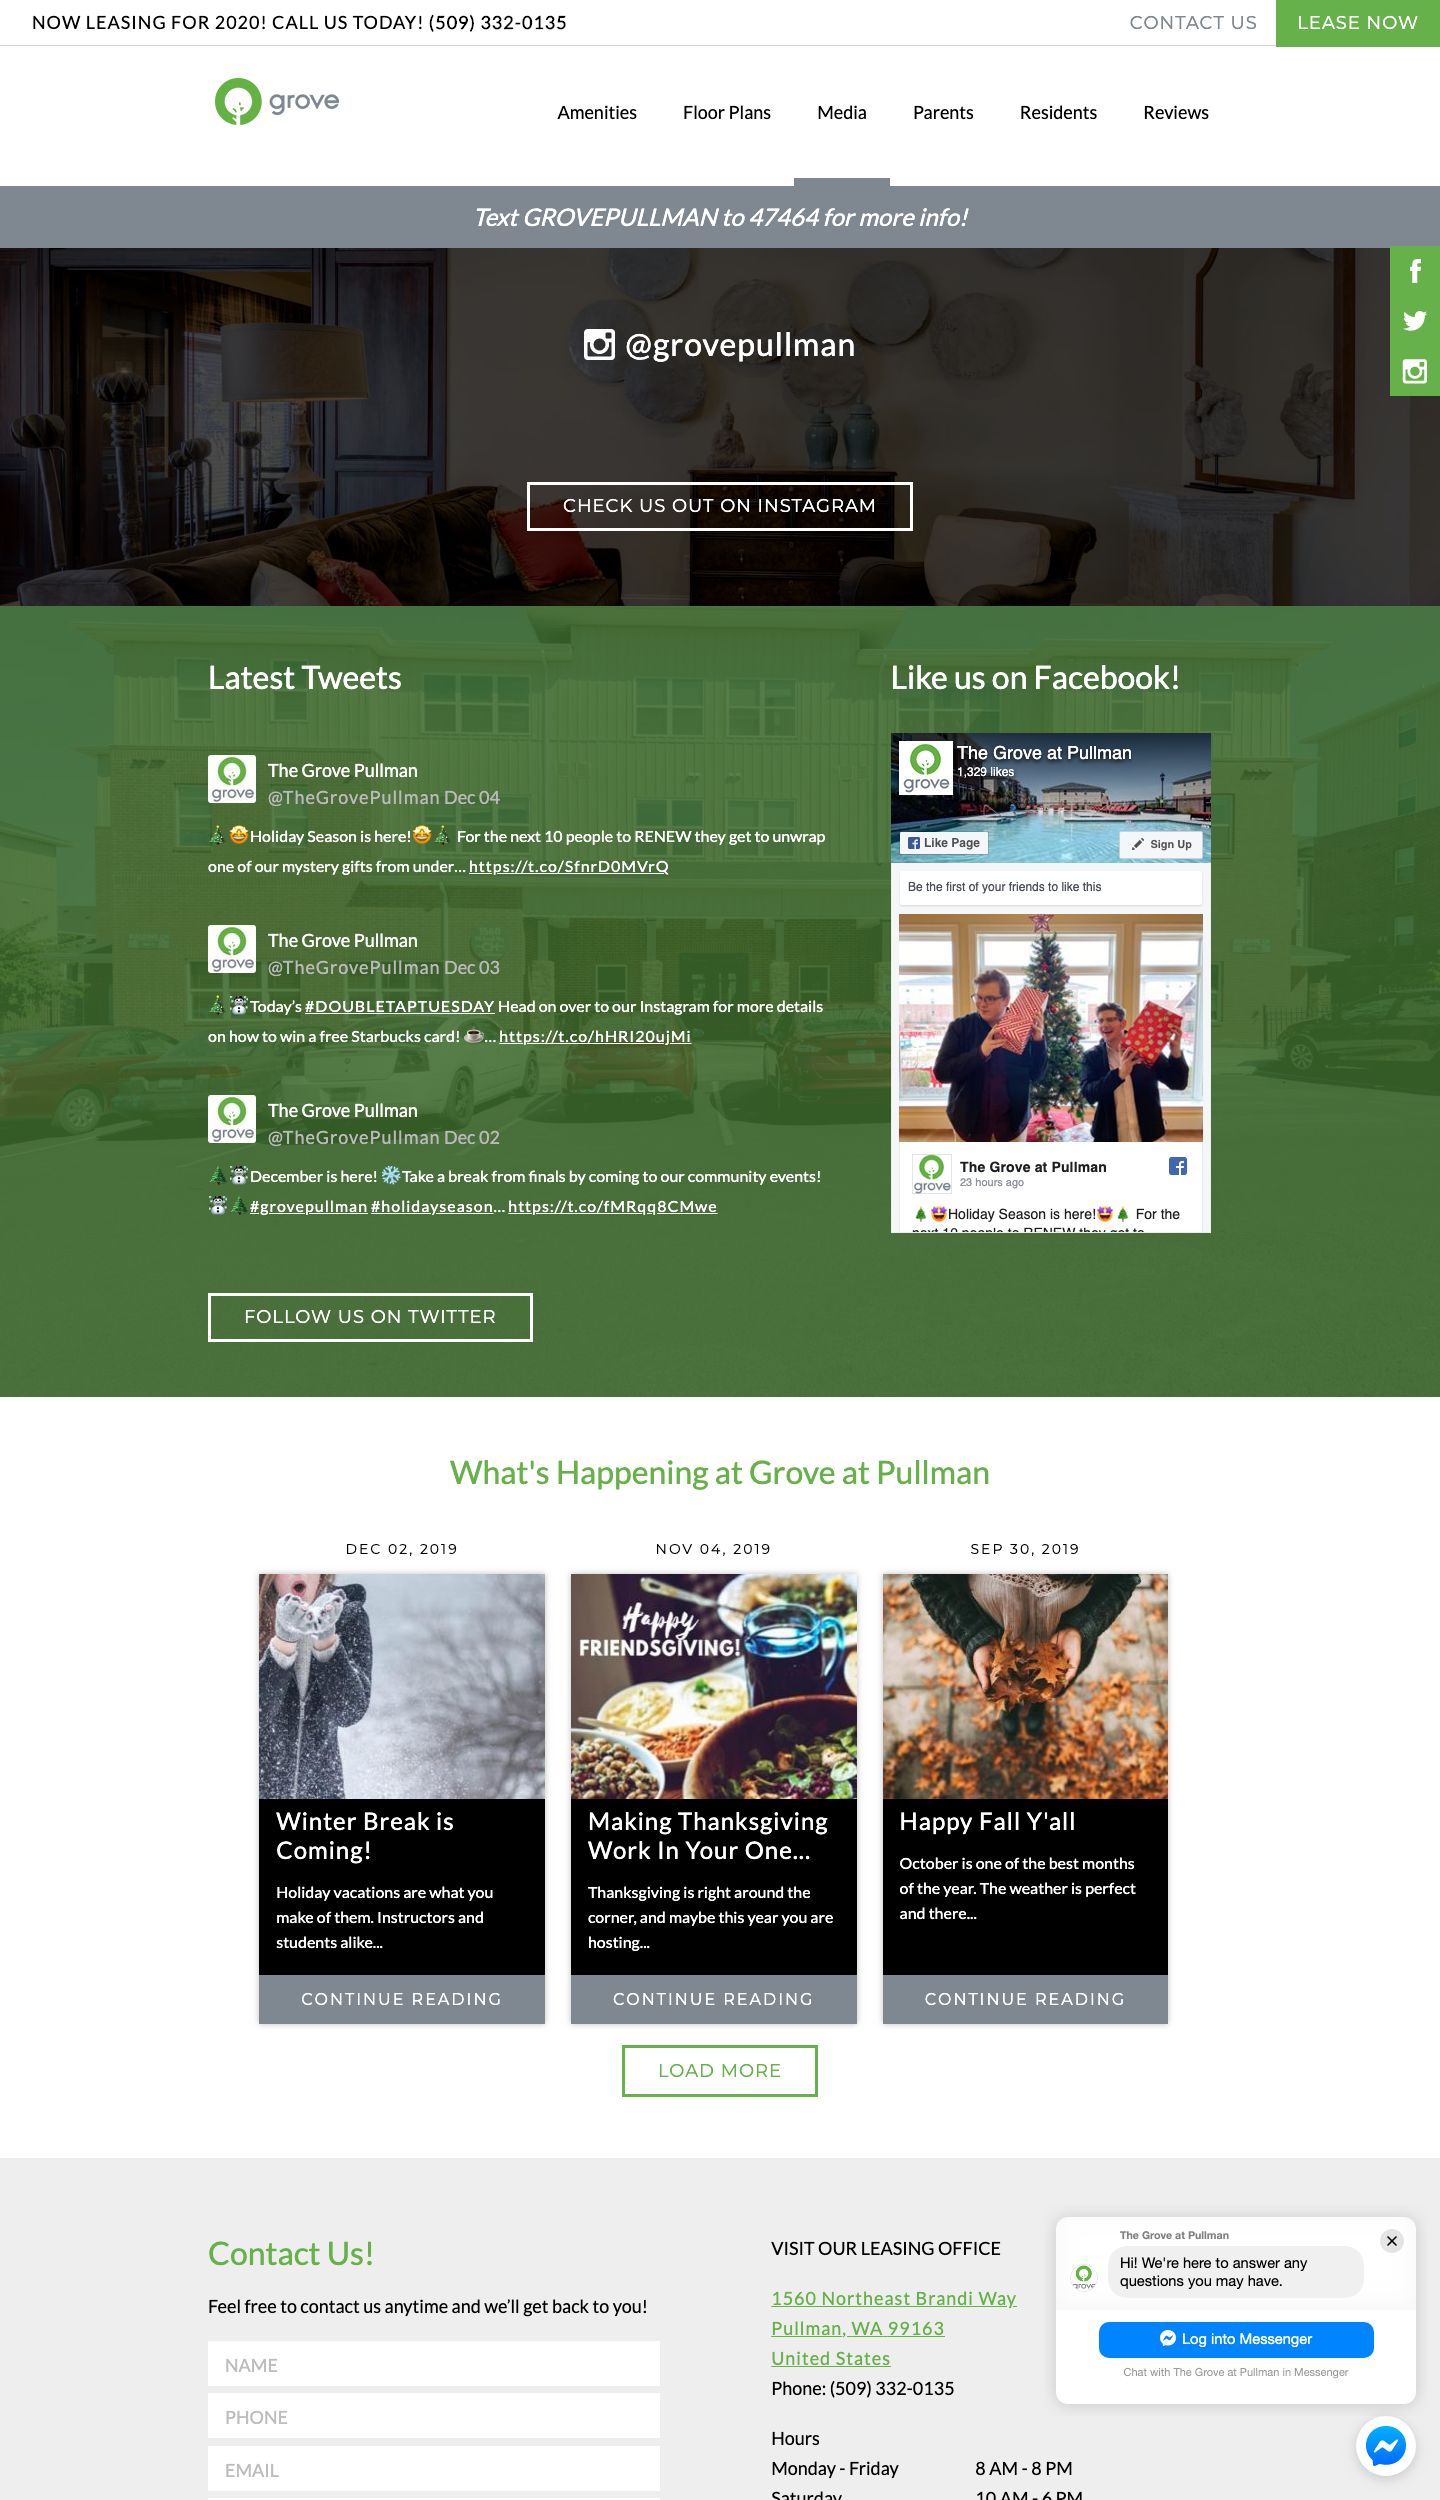 NOW LEASING FOR 2020! CALL US TODAY! (509) 332-0135
CONTACT US
LEASE NOW
grove
Amenities
Floor Plans
Media
Parents
Residents
Reviews
Text GROVEPULLMAN to 47464 for more info!
@grovepullman
CHECK US OUT ON INSTAGRAM
Latest Tweets
grove
The Grove Pullman
@TheGrovePullman Dec 04
🎄🤩Holiday Season is here!🤩🎄 For the next 10 people to RENEW they get to unwrap
one of our mystery gifts from under… https://t.co/SfnrD0MVrQ
grove
The Grove Pullman
@TheGrovePullman Dec 03
🎄☃️Today's #DOUBLETAPTUESDAY Head on over to our Instagram for more details
on how to win a free Starbucks card! ☕… https://t.co/hHRI20ujMi
grove
The Grove Pullman
@TheGrovePullman Dec 02
🌲☃️December is here! ❄️Take a break from finals by coming to our community events!
☃️🌲#grovepullman #holidayseason… https://t.co/fMRqq8CMwe
FOLLOW US ON TWITTER
Like us on Facebook!
grove
The Grove at Pullman
1,329 likes
Like Page
Sign Up
Be the first of your friends to like this
grove
The Grove at Pullman
23 hours ago
🎄🤩Holiday Season is here!🤩🎄 For the
next 10 people to RENEW they get to
What's Happening at Grove at Pullman
DEC 02, 2019
Winter Break is
Coming!
Holiday vacations are what you
make of them. Instructors and
students alike...
CONTINUE READING
NOV 04, 2019
Happy
FRIENDSGIVING!
Making Thanksgiving
Work In Your One...
Thanksgiving is right around the
corner, and maybe this year you are
hosting...
CONTINUE READING
SEP 30, 2019
Happy Fall Y'all
October is one of the best months
of the year. The weather is perfect
and there...
CONTINUE READING
LOAD MORE
Contact Us!
Feel free to contact us anytime and we'll get back to you!
NAME
PHONE
EMAIL
VISIT OUR LEASING OFFICE
1560 Northeast Brandi Way
Pullman, WA 99163
United States
Phone: (509) 332-0135
Hours
Monday - Friday 8 AM - 8 PM
Saturday 10 AM - 6 PM
The Grove at Pullman
grove
Hi! We're here to answer any
questions you may have.
Log into Messenger
Chat with The Grove at Pullman in Messenger